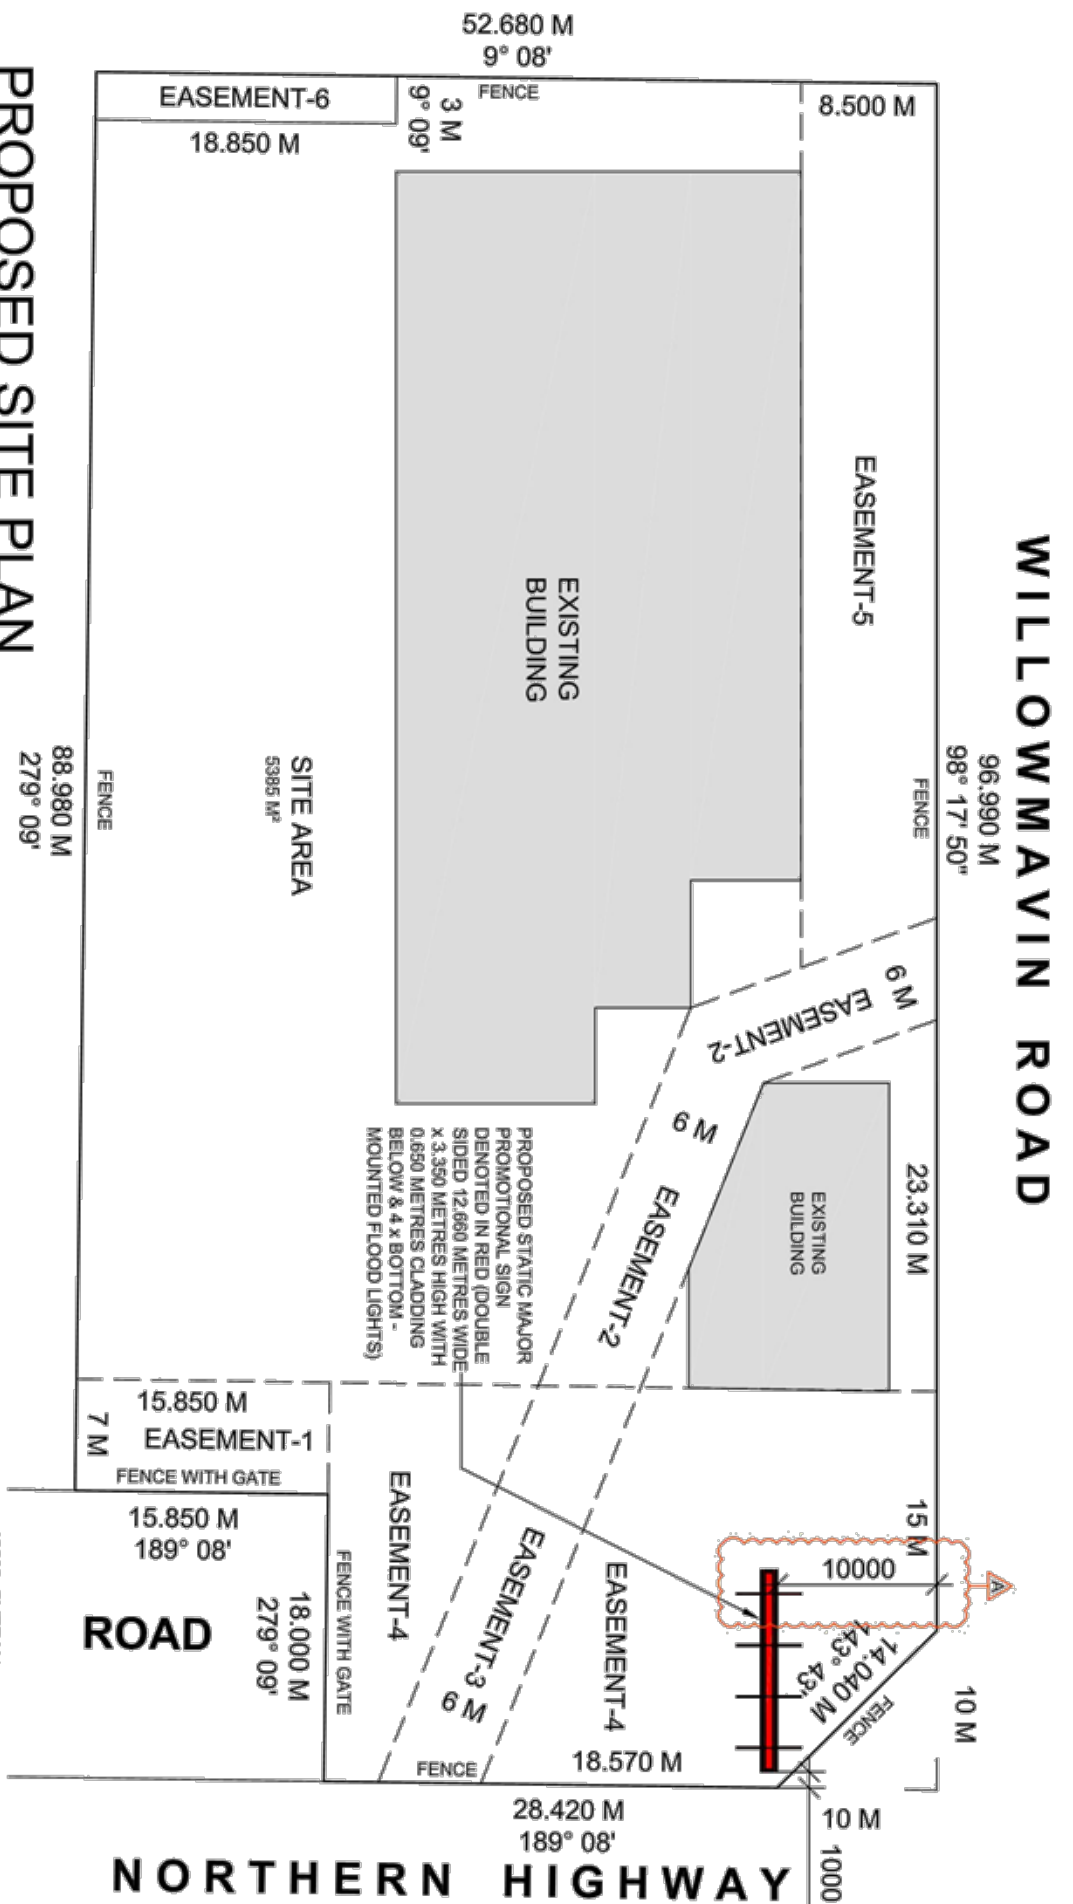 52.680 M
9° 08'
EASEMENT-6
18.850 M
3 M
9° 09'
FENCE
8.500 M
EASEMENT-5
WILLOWMAVIN ROAD
96.990 M
98° 17' 50"
FENCE
EXISTING
BUILDING
PROPOSED SITE PLAN
88.980 M
279° 09'
FENCE
SITE AREA
5385 M²
6 M
EASEMENT-2
6 M
EASEMENT-2
EXISTING
BUILDING
23.310 M
PROPOSED STATIC MAJOR
PROMOTIONAL SIGN
DENOTED IN RED (DOUBLE
SIDED 12.660 METRES WIDE
x 3.350 METRES HIGH WITH
0.650 METRES CLADDING
BELOW & 4 x BOTTOM -
MOUNTED FLOOD LIGHTS)
15.850 M
EASEMENT-1
7 M
FENCE WITH GATE
15.850 M
189° 08'
ROAD
18.000 M
279° 09'
FENCE WITH GATE
EASEMENT-4
EASEMENT-3
6 M
FENCE
EASEMENT-4
18.570 M
15 M
10000
A
14.040 M
143° 43'
FENCE
10 M
10 M
1000
28.420 M
189° 08'
NORTHERN HIGHWAY